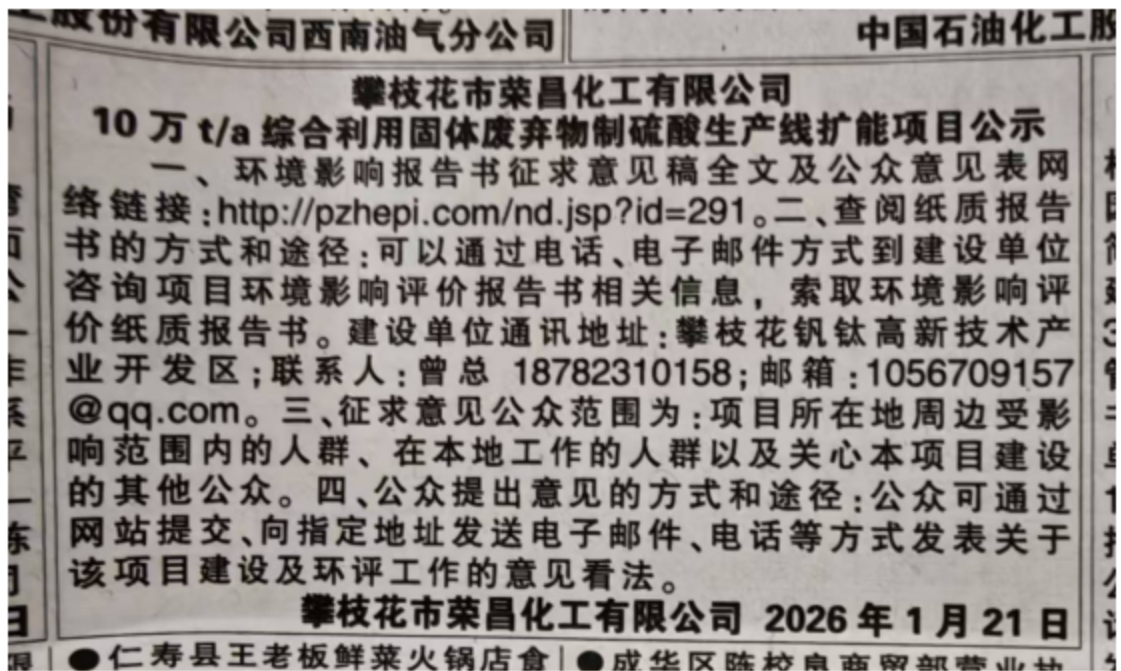 股份有限公司西南油气分公司
中国石油化工股
攀枝花市荣昌化工有限公司
10万t/a综合利用固体废弃物制硫酸生产线扩能项目公示
一、环境影响报告书征求意见稿全文及公众意见表网
络链接：http://pzhepi.com/nd.jsp?id=291。二、查阅纸质报告
书的方式和途径：可以通过电话、电子邮件方式到建设单位
咨询项目环境影响评价报告书相关信息，索取环境影响评
价纸质报告书。建设单位通讯地址：攀枝花钒钛高新技术产
业开发区；联系人：曾总 18782310158；邮箱：1056709157
@qq.com。三、征求意见公众范围为：项目所在地周边受影
响范围内的人群、在本地工作的人群以及关心本项目建设
的其他公众。四、公众提出意见的方式和途径：公众可通过
网站提交、向指定地址发送电子邮件、电话等方式发表关于
该项目建设及环评工作的意见看法。
攀枝花市荣昌化工有限公司 2026年1月21日
●仁寿县王老板鲜菜火锅店食
●成华区陈校良商贸部营业执